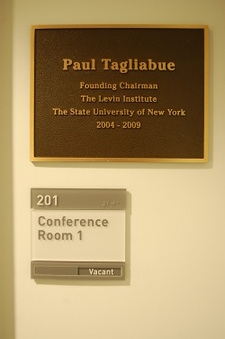 Paul Tagliabue
Founding Chairman
The Levin Institute
The State University of New York
2004 - 2009
201
Conference
Room 1
Vacant